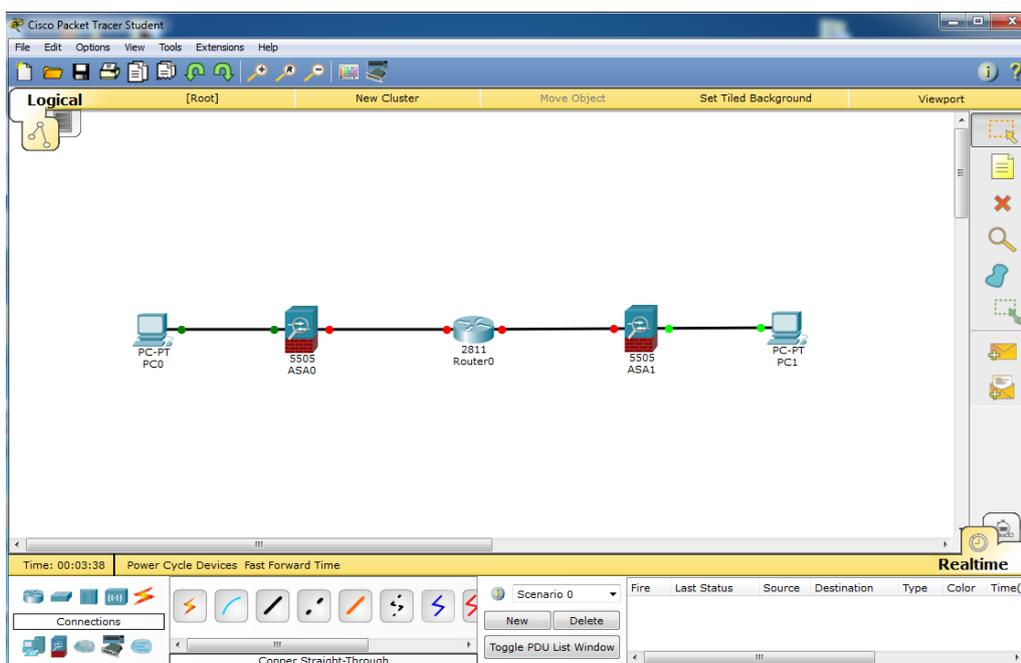 Cisco Packet Tracer Student
File Edit Options View Tools Extensions Help
Logical [Root] New Cluster Move Object Set Tiled Background Viewport
PC-PT
PC0
5505
ASA0
2811
Router0
5505
ASA1
PC-PT
PC1
Time: 00:03:38 Power Cycle Devices Fast Forward Time Realtime
Connections
Copper Straight-Through
Scenario 0
New Delete
Toggle PDU List Window
Fire Last Status Source Destination Type Color Time(